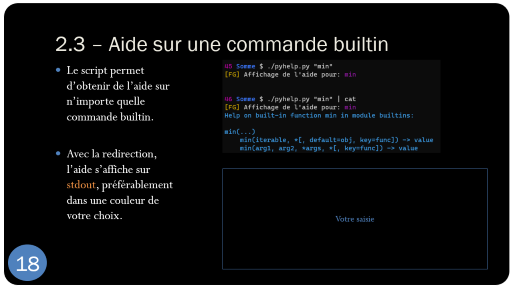 2.3 – Aide sur une commande builtin
Le script permet
d’obtenir de l’aide sur
n’importe quelle
commande builtin.
Avec la redirection,
l’aide s’affiche sur
stdout, préférablement
dans une couleur de
votre choix.
Somme $ ./pyhelp.py "min"
[FG] Affichage de l'aide pour: min
Somme $ ./pyhelp.py "min" | cat
[FG] Affichage de l'aide pour: min
Help on built-in function min in module builtins:
min(...)
min(iterable, *[, default=obj, key=func]) -> value
min(arg1, arg2, *args, *[, key=func]) -> value
Votre saisie
18